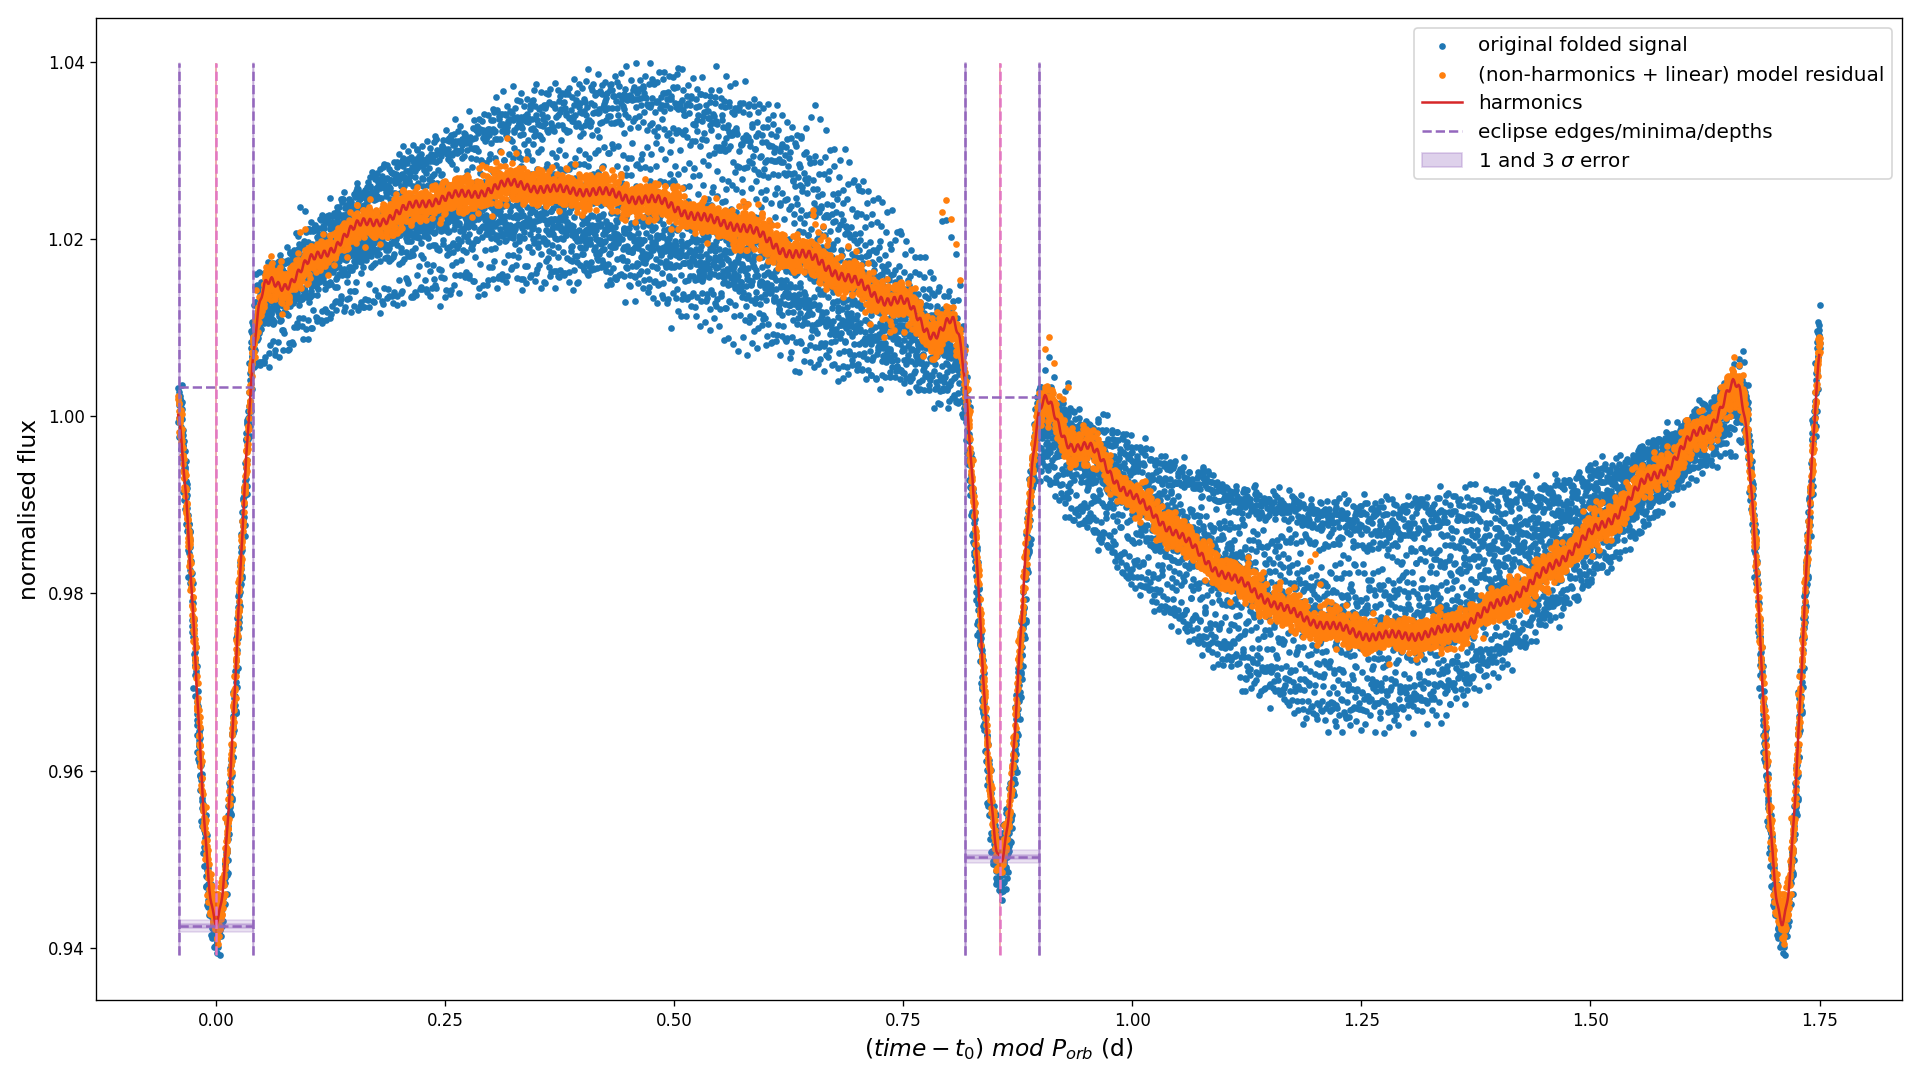 original folded signal
(non-harmonics + linear) model residual
harmonics
eclipse edges/minima/depths
1 and 3 σ error
normalised flux
1.04
1.02
1.00
0.98
0.96
0.94
0.00 0.25 0.50 0.75 1.00 1.25 1.50 1.75
(time − t₀) mod Pₒᵣb (d)